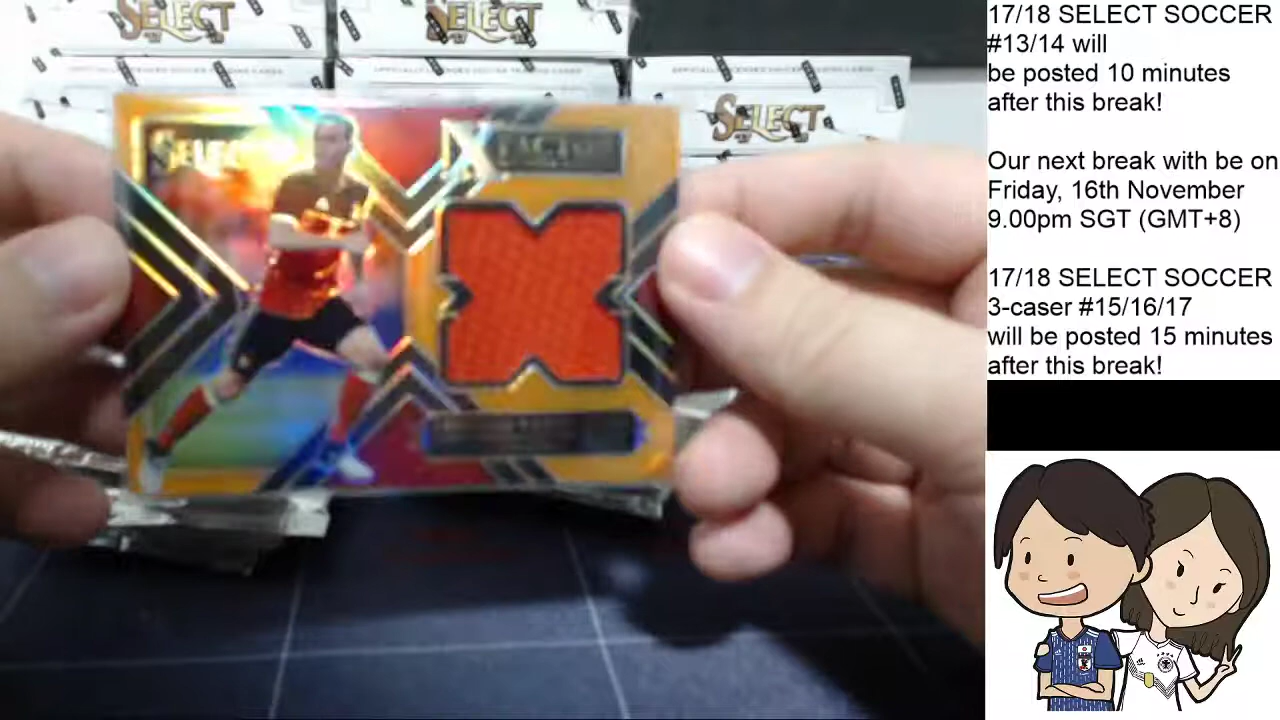 SELECT
SELECT
SELECT
SELECT
17/18 SELECT SOCCER
#13/14 will
be posted 10 minutes
after this break!
Our next break with be on
Friday, 16th November
9.00pm SGT (GMT+8)
17/18 SELECT SOCCER
3-caser #15/16/17
will be posted 15 minutes
after this break!